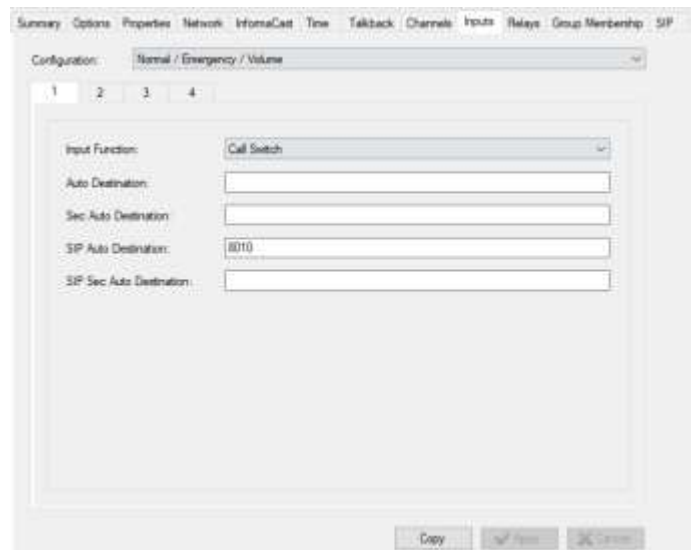 Summary Options Properties Network InformaCast Time Talkback Channels Inputs Relays Group Membership SIP
Configuration: Normal / Emergency / Volume
1 2 3 4
Input Function: Call Switch
Auto Destination:
Sec Auto Destination:
SIP Auto Destination: 8010
SIP Sec Auto Destination:
Copy Apply Cancel